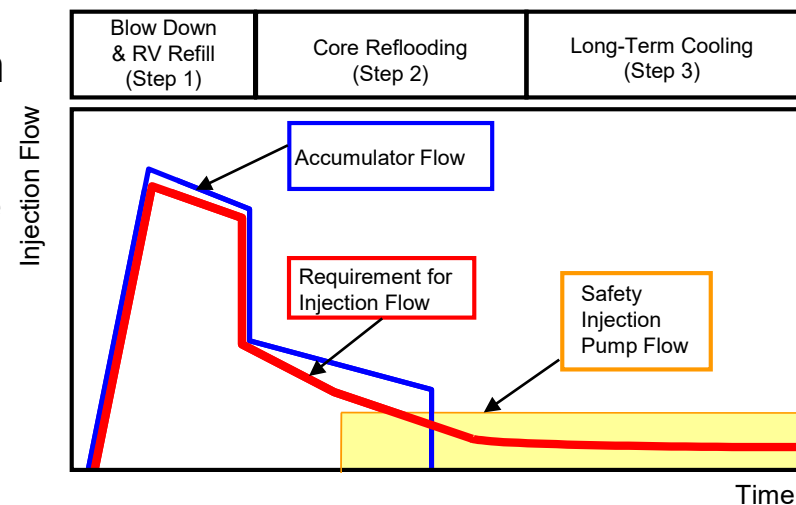 Blow Down
& RV Refill
(Step 1)
Core Reflooding
(Step 2)
Long-Term Cooling
(Step 3)
Injection Flow
Accumulator Flow
Requirement for
Injection Flow
Safety
Injection
Pump Flow
Time